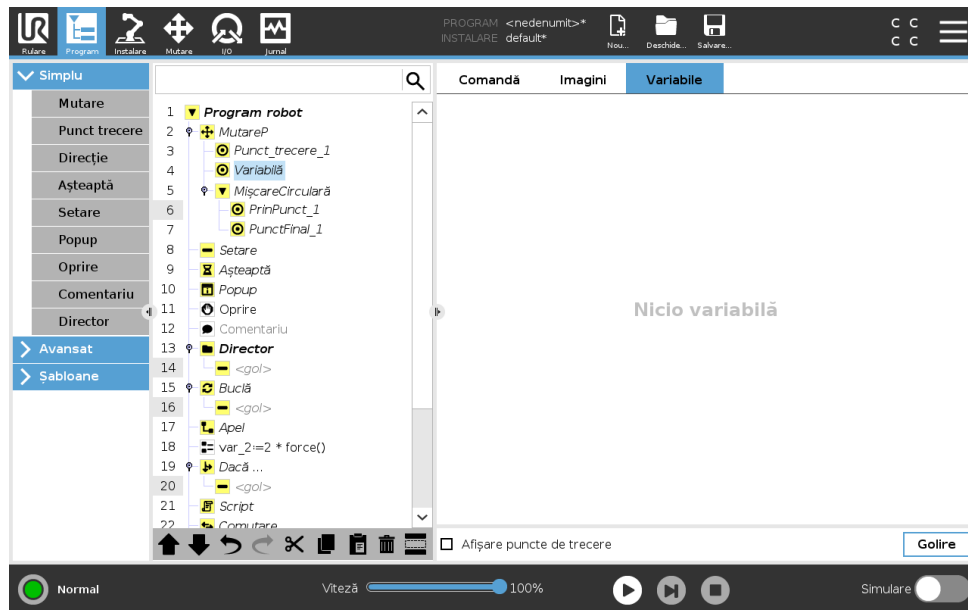 PROGRAM <nedenumit>*
INSTALARE default*
Rulare Program Instalare Mutare I/O Jurnal Nou... Deschide... Salvare...
Simplu
Mutare
Punct trecere
Direcție
Așteaptă
Setare
Popup
Oprire
Comentariu
Director
Avansat
Șabloane
1 Program robot
2 MutareP
3 Punct_trecere_1
4 Variabilă
5 MișcareCirculară
6 PrinPunct_1
7 PunctFinal_1
8 Setare
9 Așteaptă
10 Popup
11 Oprire
12 Comentariu
13 Director
14 <gol>
15 Buclă
16 <gol>
17 Apel
18 var_2:=2 * force()
19 Dacă ...
20 <gol>
21 Script
22 Comutare
Comandă Imagini Variabile
Nicio variabilă
Afișare puncte de trecere Golire
Normal Viteză 100% Simulare